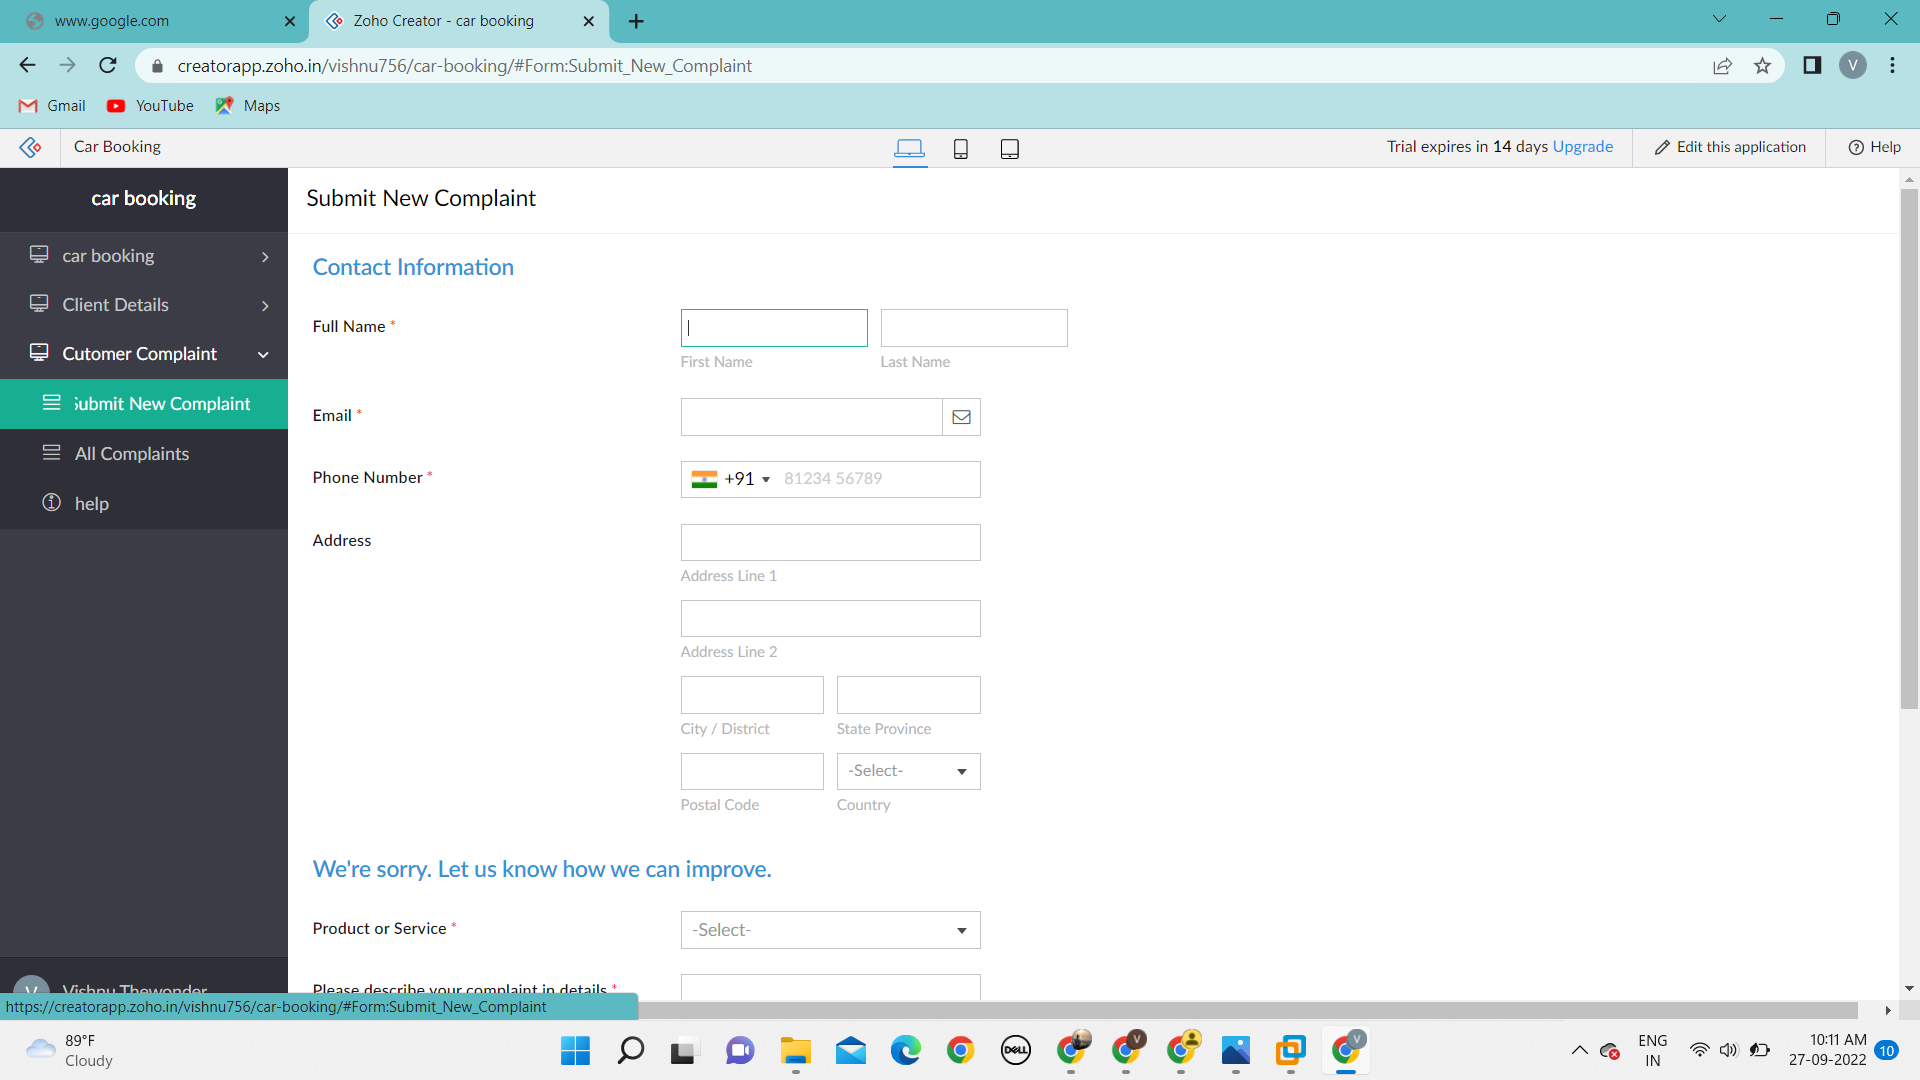 www.google.com
Zoho Creator - car booking
creatorapp.zoho.in/vishnu756/car-booking/#Form:Submit_New_Complaint
V
Gmail
YouTube
Maps
Car Booking
Trial expires in 14 days Upgrade
Edit this application
Help
car booking
Submit New Complaint
car booking
Client Details
Cutomer Complaint
Submit New Complaint
All Complaints
help
Vishnu Thewonder
Contact Information
Full Name *
First Name
Last Name
Email *
Phone Number *
+91
81234 56789
Address
Address Line 1
Address Line 2
City / District
State Province
-Select-
Postal Code
Country
We're sorry. Let us know how we can improve.
Product or Service *
-Select-
Please describe your complaint in details *
https://creatorapp.zoho.in/vishnu756/car-booking/#Form:Submit_New_Complaint
89°F
Cloudy
DELL
V
V
ENG
IN
10:11 AM
27-09-2022
10